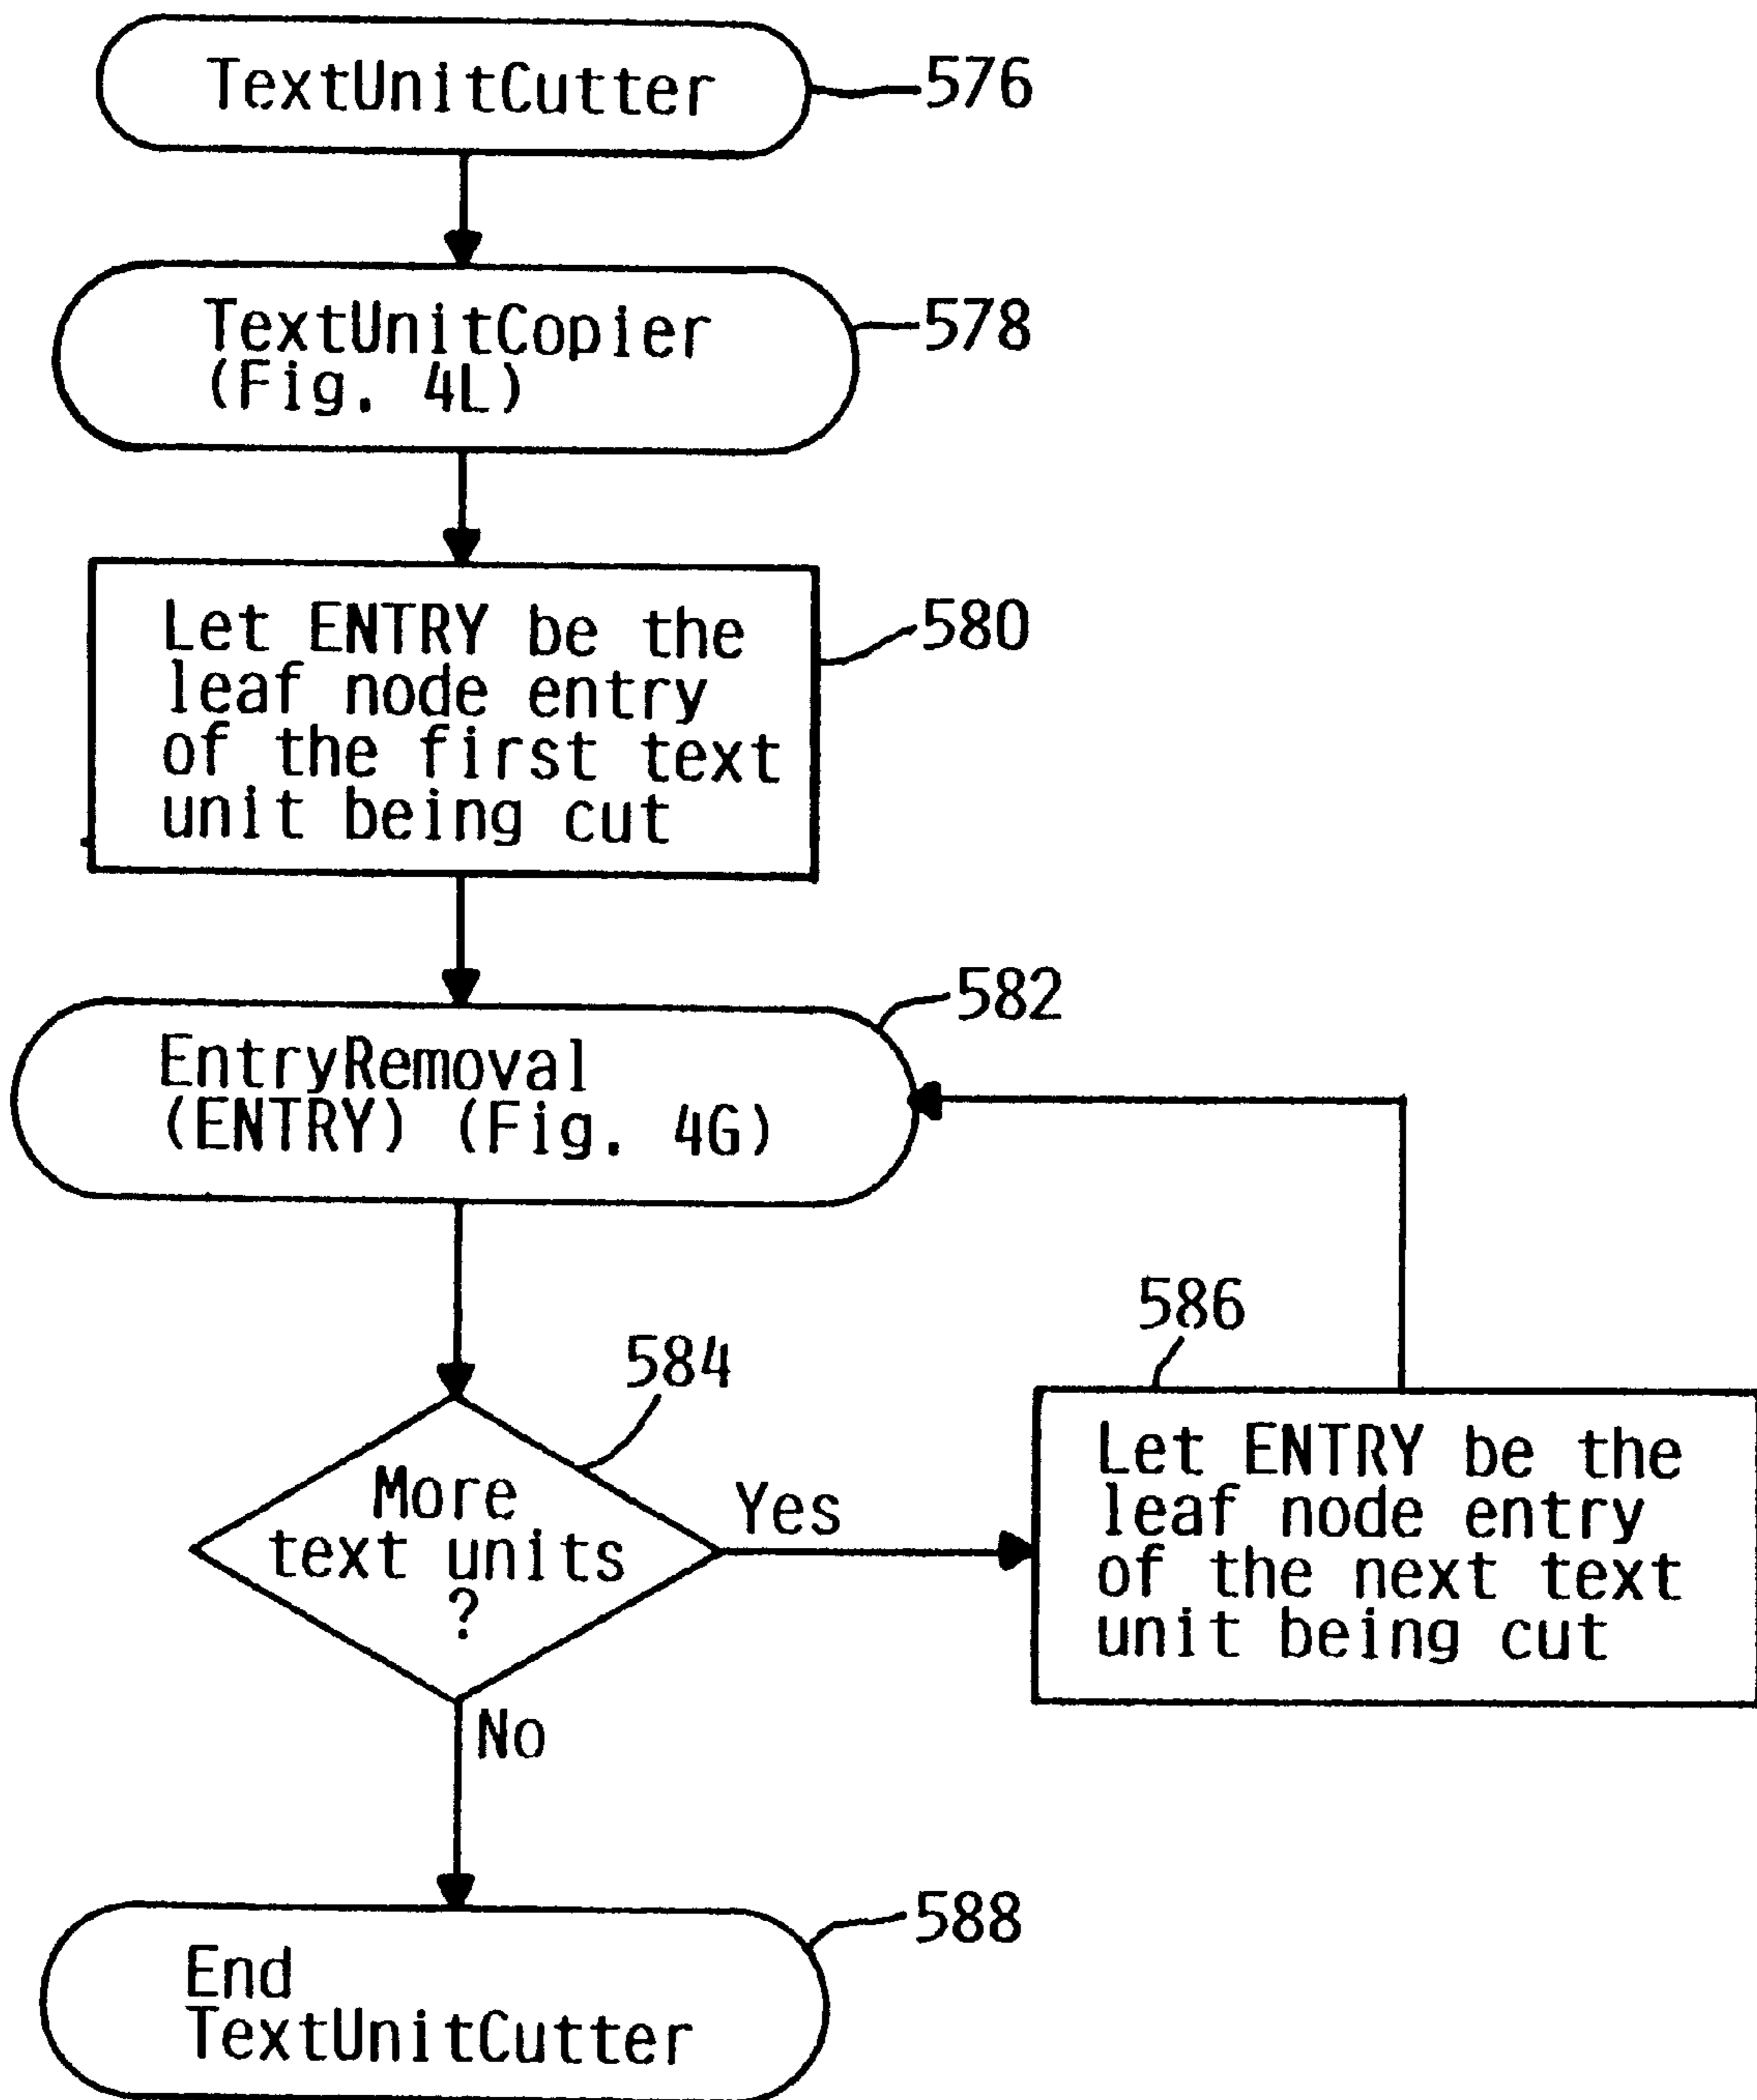 TextUnitCutter
576
TextUnitCopier
(Fig. 4L)
578
Let ENTRY be the
leaf node entry
of the first text
unit being cut
580
EntryRemoval
(ENTRY) (Fig. 4G)
582
More
text units
?
584
Yes
586
Let ENTRY be the
leaf node entry
of the next text
unit being cut
No
End
TextUnitCutter
588